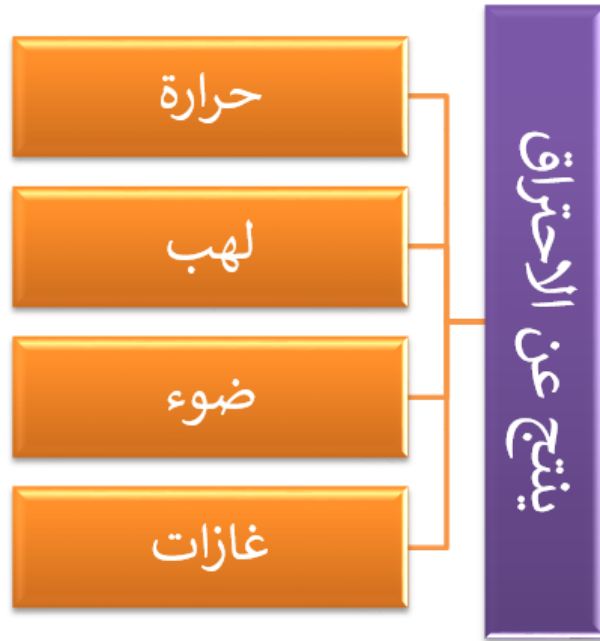 ينتج عن الاحتراق
حرارة
لهب
ضوء
غازات